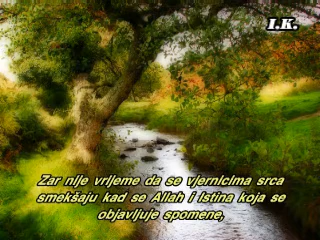 I.K.
Zar nije vrijeme da se vjernicima srca
smekšaju kad se Allah i Istina koja se
objavljuje spomene,